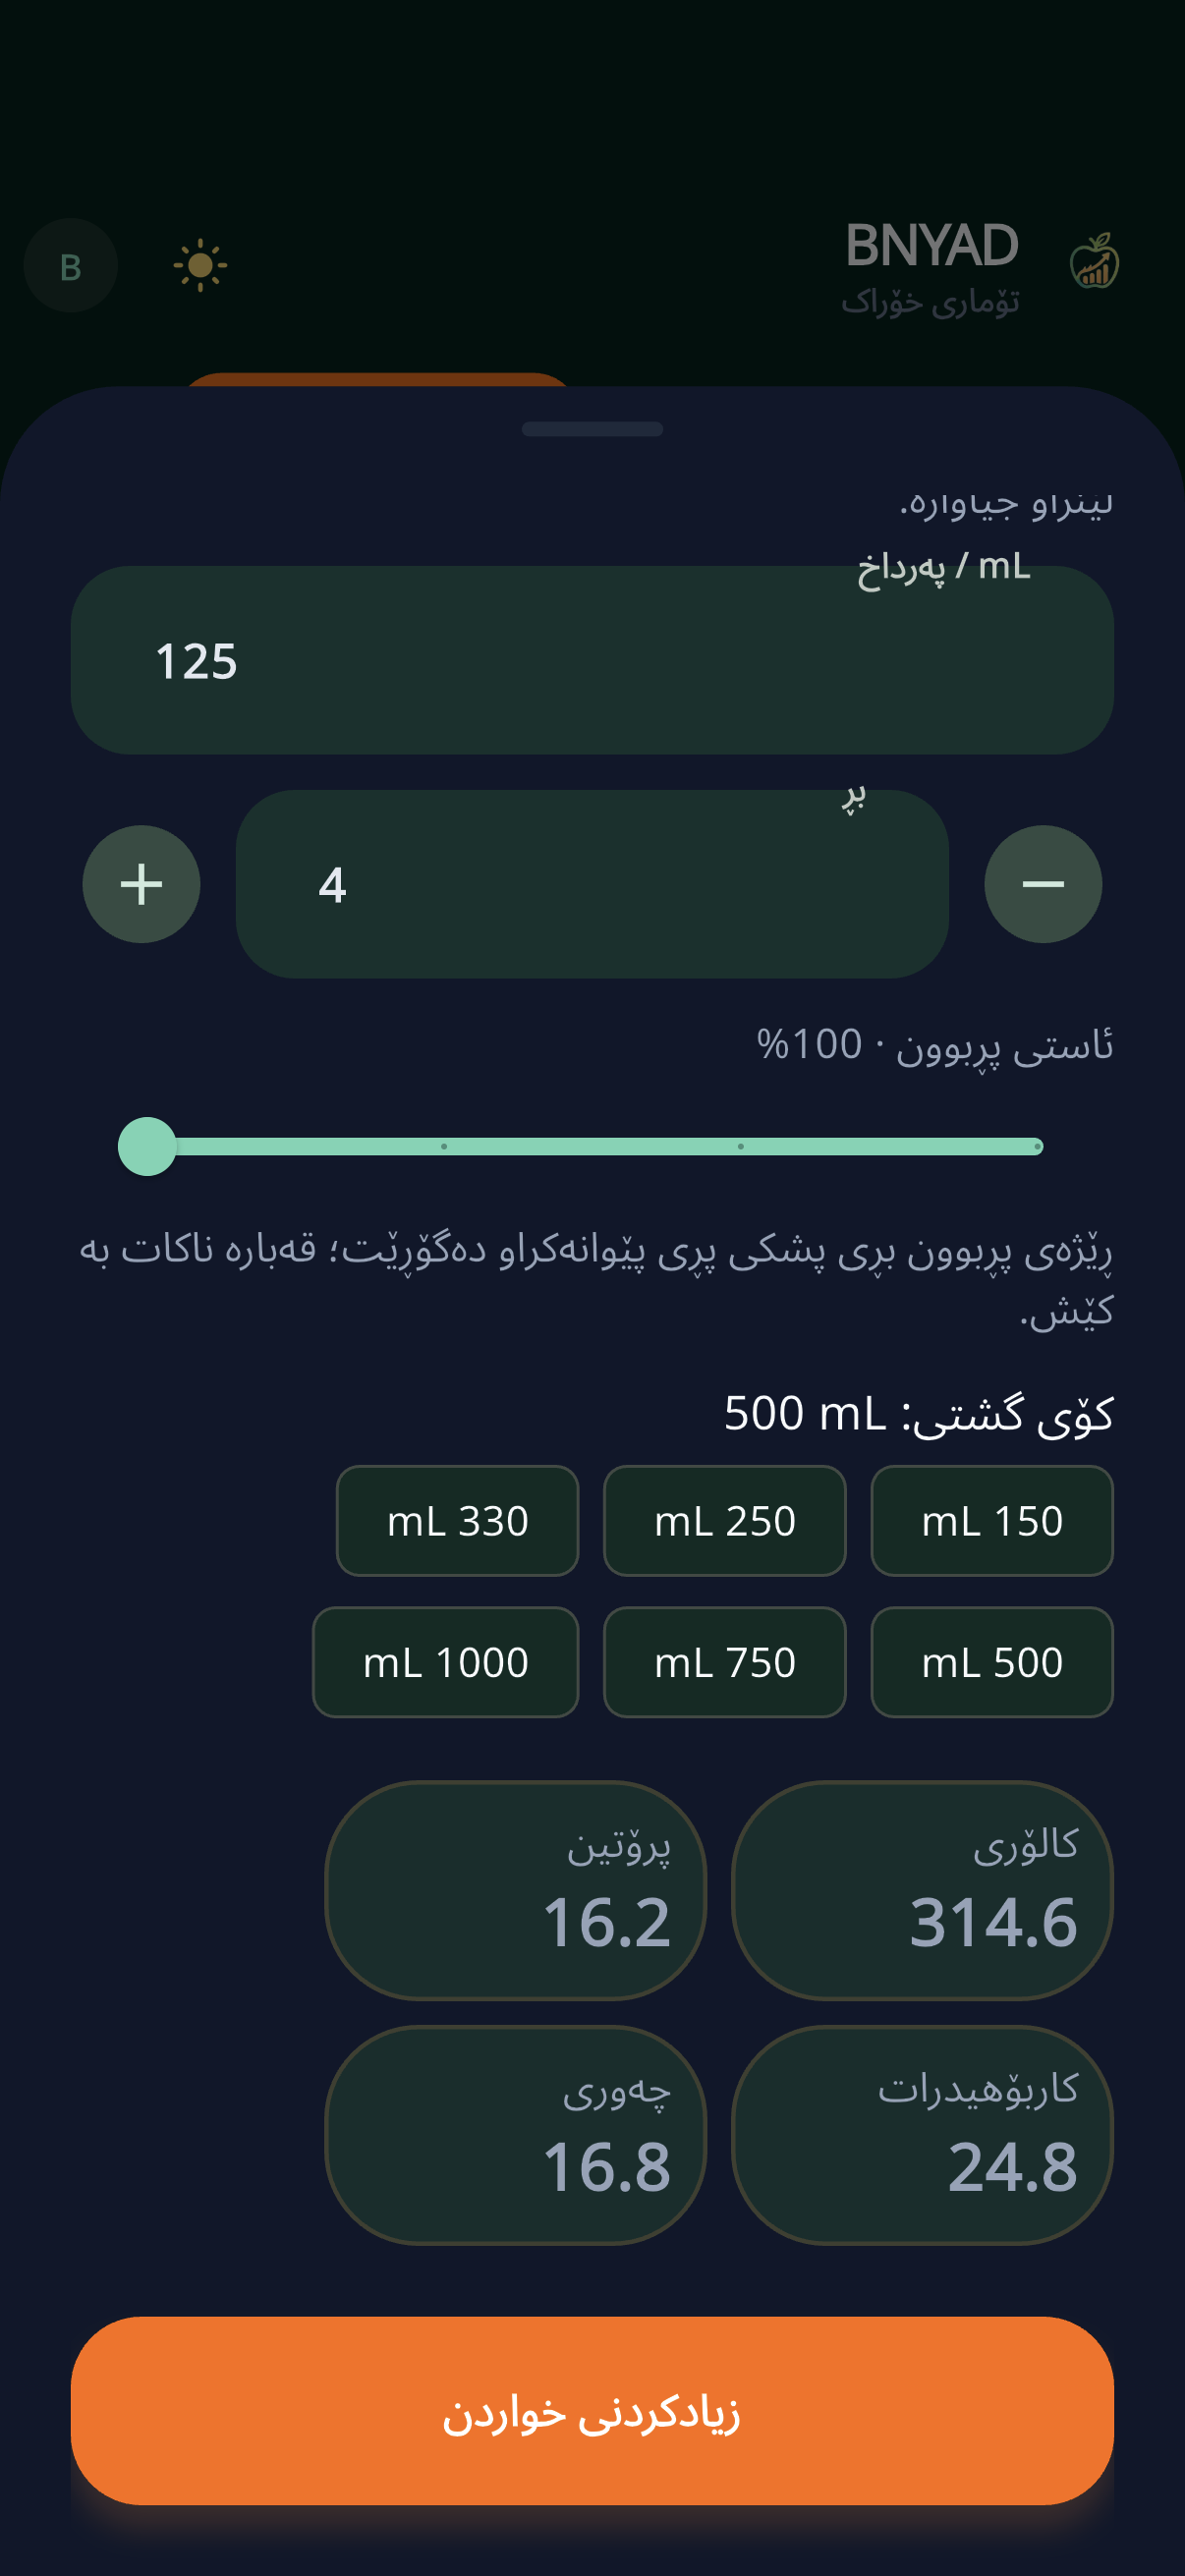 BNYAD
تۆماری خۆراک
B
لێنراو جیاوازە.
mL / پەرداخ
125
بڕ
4
ئاستی پڕبوون · 100%
ڕێژەی پڕبوون بڕی پشکی پڕی پێوانەکراو دەگۆڕێت؛ قەبارە ناکات بە
کێش.
کۆی گشتی: 500 mL
150 mL
250 mL
330 mL
500 mL
750 mL
1000 mL
کالۆری
314.6
پرۆتین
16.2
کاربۆهیدرات
24.8
چەوری
16.8
زیادکردنی خواردن